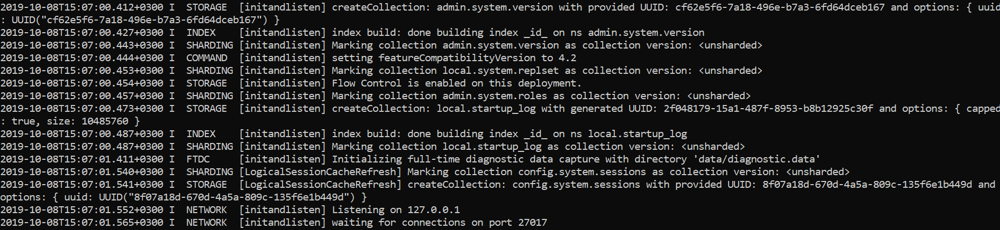 2019-10-08T15:07:00.412+0300 I  STORAGE  [initandlisten] createCollection: admin.system.version with provided UUID: cf62e5f6-7a18-496e-b7a3-6fd64dceb167 and options: { uuid
: UUID("cf62e5f6-7a18-496e-b7a3-6fd64dceb167") }
2019-10-08T15:07:00.427+0300 I  INDEX    [initandlisten] index build: done building index _id_ on ns admin.system.version
2019-10-08T15:07:00.443+0300 I  SHARDING [initandlisten] Marking collection admin.system.version as collection version: <unsharded>
2019-10-08T15:07:00.444+0300 I  COMMAND  [initandlisten] setting featureCompatibilityVersion to 4.2
2019-10-08T15:07:00.453+0300 I  SHARDING [initandlisten] Marking collection local.system.replset as collection version: <unsharded>
2019-10-08T15:07:00.454+0300 I  STORAGE  [initandlisten] Flow Control is enabled on this deployment.
2019-10-08T15:07:00.457+0300 I  SHARDING [initandlisten] Marking collection admin.system.roles as collection version: <unsharded>
2019-10-08T15:07:00.473+0300 I  STORAGE  [initandlisten] createCollection: local.startup_log with generated UUID: 2f048179-15a1-487f-8953-b8b12925c30f and options: { capped
: true, size: 10485760 }
2019-10-08T15:07:00.487+0300 I  INDEX    [initandlisten] index build: done building index _id_ on ns local.startup_log
2019-10-08T15:07:00.487+0300 I  SHARDING [initandlisten] Marking collection local.startup_log as collection version: <unsharded>
2019-10-08T15:07:01.411+0300 I  FTDC     [initandlisten] Initializing full-time diagnostic data capture with directory 'data/diagnostic.data'
2019-10-08T15:07:01.540+0300 I  SHARDING [LogicalSessionCacheRefresh] Marking collection config.system.sessions as collection version: <unsharded>
2019-10-08T15:07:01.541+0300 I  STORAGE  [LogicalSessionCacheRefresh] createCollection: config.system.sessions with provided UUID: 8f07a18d-670d-4a5a-809c-135f6e1b449d and
options: { uuid: UUID("8f07a18d-670d-4a5a-809c-135f6e1b449d") }
2019-10-08T15:07:01.552+0300 I  NETWORK  [initandlisten] Listening on 127.0.0.1
2019-10-08T15:07:01.565+0300 I  NETWORK  [initandlisten] waiting for connections on port 27017